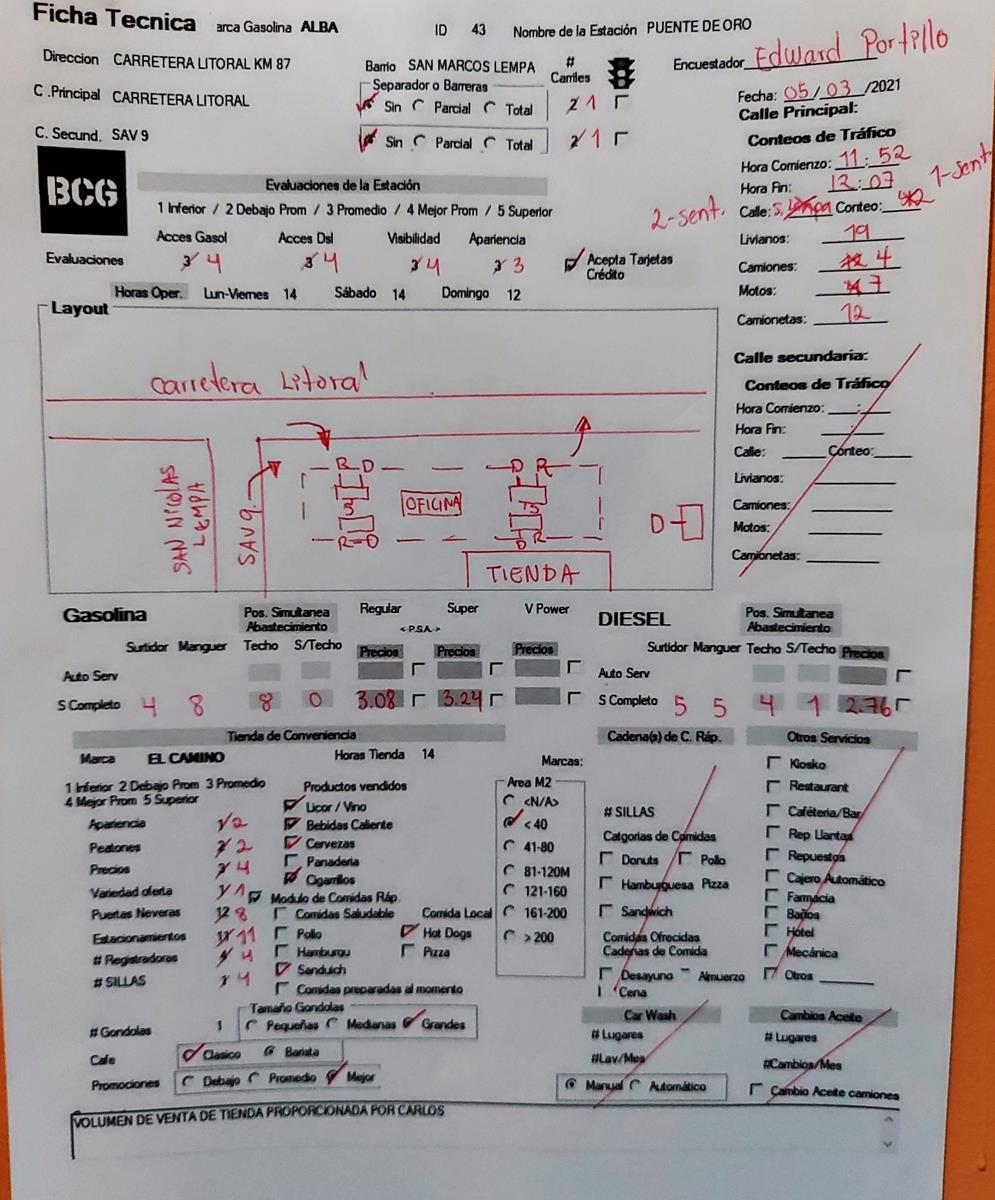 Ficha Tecnica arca Gasolina ALBA ID 43 Nombre de la Estación PUENTE DE ORO
Direccion CARRETERA LITORAL KM 87 Barrio SAN MARCOS LEMPA # Carriles Encuestador Edward Portillo
C .Principal CARRETERA LITORAL Separador o Barreras Sin Parcial Total 2 1 Fecha: 05/03/2021
C. Secund. SAV 9 Sin Parcial Total 2 1
BCG
Evaluaciones de la Estación
1 Inferior / 2 Debajo Prom / 3 Promedio / 4 Mejor Prom / 5 Superior
Acces Gasol Acces Dsl Visibilidad Apariencia
Evaluaciones 3 4 3 4 3 4 3 3 Acepta Tarjetas Crédito
Horas Oper. Lun-Viernes 14 Sábado 14 Domingo 12
Calle Principal:
Conteos de Tráfico
Hora Comienzo: 11:52
Hora Fin: 12:07 1-sent.
2-sent. Calle: S. Lempa Conteo: 2
Livianos: 19
Camiones: 4
Motos: 7
Camionetas: 12
Calle secundaria:
Conteos de Tráfico
Hora Comienzo: __:__
Hora Fin: __:__
Calle: Conteo:
Livianos:
Camiones:
Motos:
Camionetas:
Layout
Carretera Litoral
SAN NICOLAS LEMPA
SAV 9
R D D R
OFICINA
R D D R
D
TIENDA
Gasolina Pos. Simultanea Abastecimiento Regular Super V Power
<-P.S.A.->
Surtidor Manguer Techo S/Techo Precios Precios Precios
Auto Serv
S Completo 4 8 8 0 3.08 3.24
DIESEL Pos. Simultanea Abastecimiento
Surtidor Manguer Techo S/Techo Precios
Auto Serv
S Completo 5 5 4 1 2.76
Tienda de Conveniencia
Marca EL CAMINO Horas Tienda 14
1 Inferior 2 Debajo Prom 3 Promedio
4 Mejor Prom 5 Superior
Apariencia 2
Peatones 2
Precios 4
Variedad oferta 1
Puertas Neveras 12 8
Estacionamientos 11
# Registradoras 4
# SILLAS 4
Productos vendidos
Licor / Vino
Bebidas Caliente
Cervezas
Panaderia
Cigarrillos
Modulo de Comidas Ráp.
Comidas Saludable Comida Local
Pollo Hot Dogs
Hamburgu Pizza
Sanduich
Comidas preparadas al momento
Marcas:
Area M2
<N/A>
< 40
41-80
81-120M
121-160
161-200
> 200
Tamaño Gondolas
# Gondolas 1 Pequeñas Medianas Grandes
Cafe Clasico Barista
Promociones Debajo Promedio Mejor
Cadena(s) de C. Ráp.
# SILLAS
Catgorias de Comidas
Donuts Pollo
Hamburguesa Pizza
Sandwich
Comidas Ofrecidas
Cadenas de Comida
Desayuno Almuerzo
Cena
Otros Servicios
Kiosko
Restaurant
Caféteria/Bar
Rep Llantas
Repuestos
Cajero Automático
Farmácia
Baños
Hotel
Mecánica
Otros
Car Wash
# Lugares
#Lav/Mes
Manual Automático
Cambios Aceite
# Lugares
#Cambios/Mes
Cambio Aceite camiones
VOLUMEN DE VENTA DE TIENDA PROPORCIONADA POR CARLOS